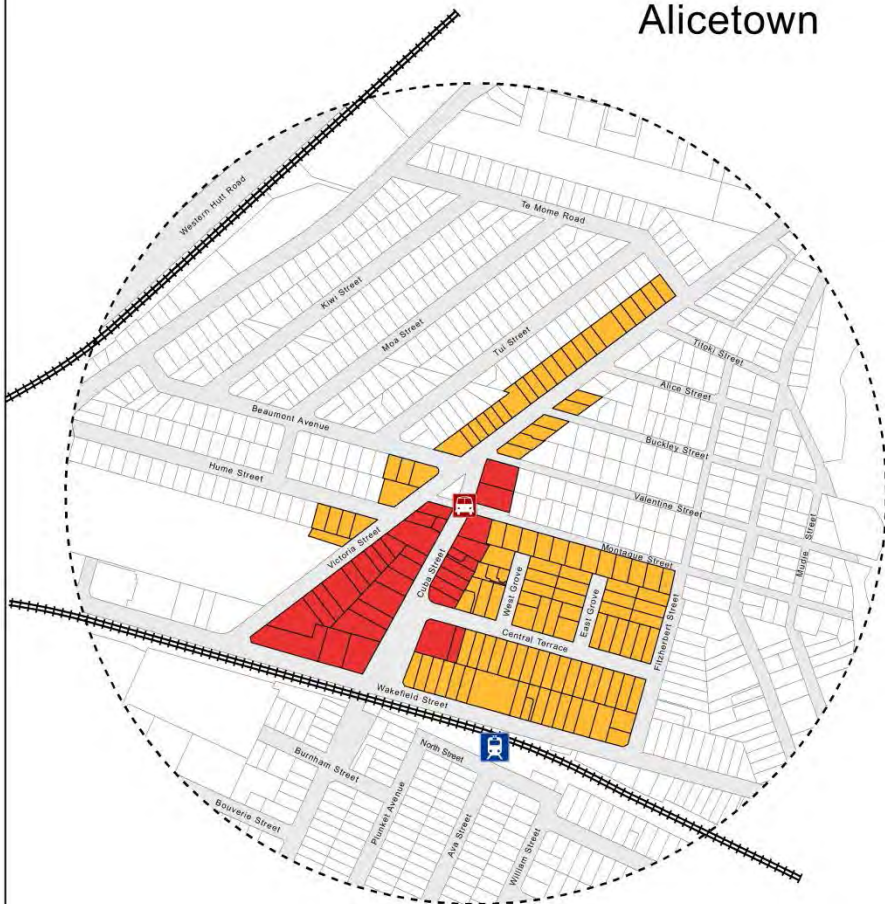 Alicetown
Western Hutt Road
Te Mome Road
Kiwi Street
Moa Street
Tui Street
Titoki Street
Alice Street
Beaumont Avenue
Buckley Street
Hume Street
Valentine Street
Victoria Street
Montague Street
Mudie Street
Cuba Street
West Grove
East Grove
Fitzherbert Street
Central Terrace
Wakefield Street
North Street
Burnham Street
Plunket Avenue
Bouverie Street
Ava Street
William Street